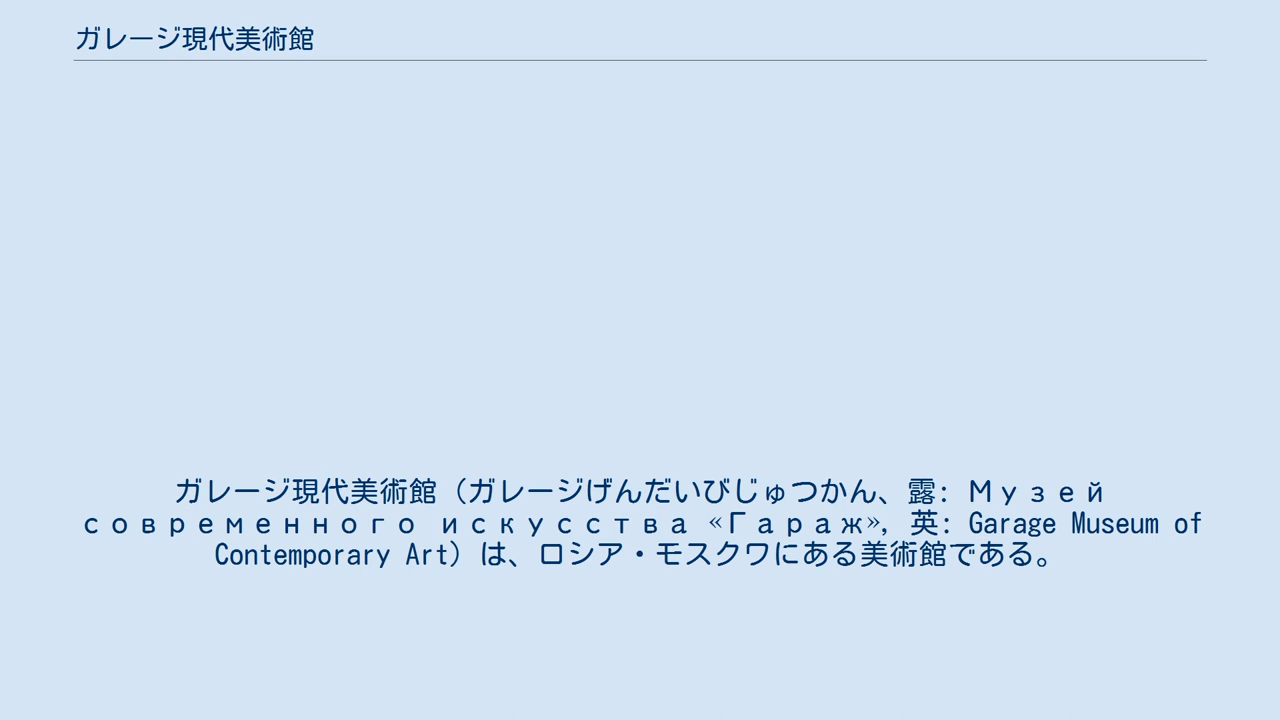 ガレージ現代美術館
ガレージ現代美術館（ガレージげんだいびじゅつかん、露: Музей
современного искусства «Гараж», 英: Garage Museum of
Contemporary Art）は、ロシア・モスクワにある美術館である。